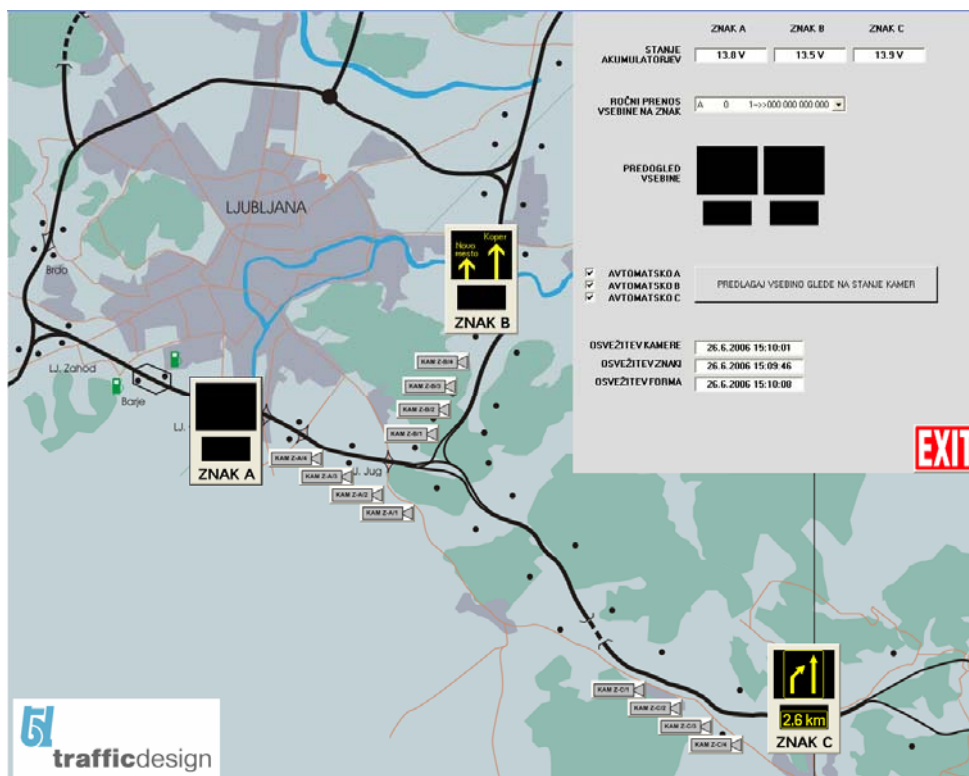 ZNAK A ZNAK B ZNAK C
STANJE
AKUMULATORJEV
13.8 V 13.5 V 13.9 V
ROČNI PRENOS
VSEBINE NA ZNAK
A 0 1->>000 000 000 000
PREDOGLED
VSEBINE
AVTOMATSKO A
AVTOMATSKO B
AVTOMATSKO C
PREDLAGAJ VSEBINO GLEDE NA STANJE KAMER
OSVEŽITEV KAMERE 26.6.2006 15:10:01
OSVEŽITEV ZNAKI 26.6.2006 15:09:46
OSVEŽITEV FORMA 26.6.2006 15:10:08
EXIT
LJUBLJANA
Novo
mesto
Koper
ZNAK B
Brdo
LJ. Zahod
Barje
LJ.
ZNAK A
J. Jug
KAM Z-B/4
KAM Z-B/3
KAM Z-B/2
KAM Z-B/1
KAM Z-A/4
KAM Z-A/3
KAM Z-A/2
KAM Z-A/1
KAM Z-C/1
KAM Z-C/2
KAM Z-C/3
KAM Z-C/4
2.6 km
ZNAK C
trafficdesign